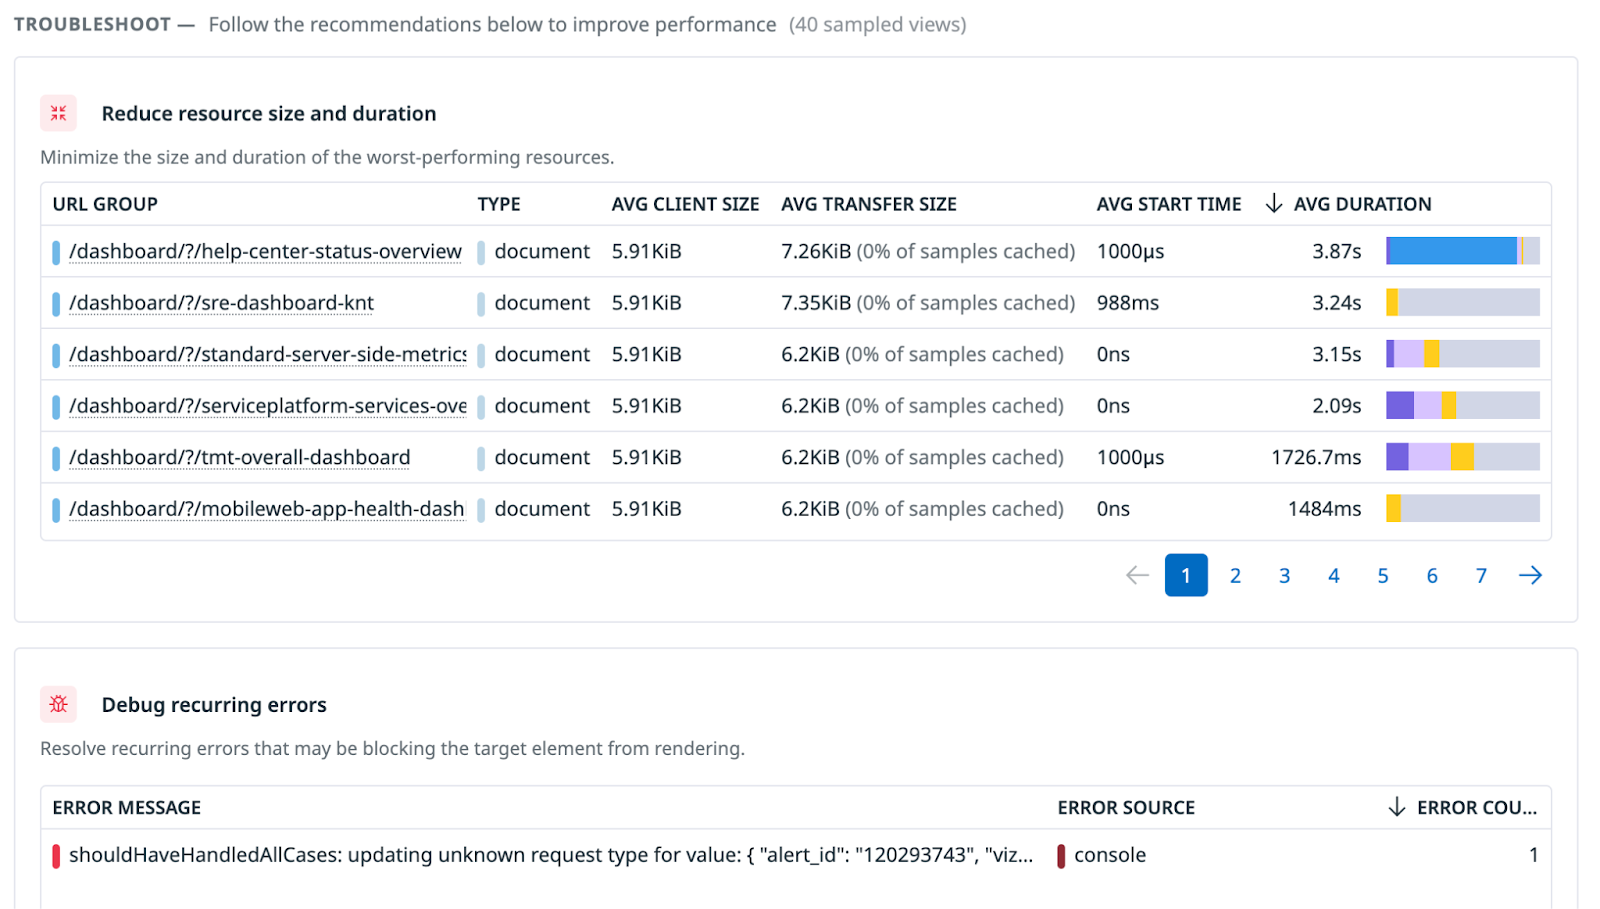 TROUBLESHOOT — Follow the recommendations below to improve performance (40 sampled views)
Reduce resource size and duration
Minimize the size and duration of the worst-performing resources.
URL GROUP TYPE AVG CLIENT SIZE AVG TRANSFER SIZE AVG START TIME AVG DURATION
/dashboard/?/help-center-status-overview document 5.91KiB 7.26KiB (0% of samples cached) 1000µs 3.87s
/dashboard/?/sre-dashboard-knt document 5.91KiB 7.35KiB (0% of samples cached) 988ms 3.24s
/dashboard/?/standard-server-side-metrics document 5.91KiB 6.2KiB (0% of samples cached) 0ns 3.15s
/dashboard/?/serviceplatform-services-ove document 5.91KiB 6.2KiB (0% of samples cached) 0ns 2.09s
/dashboard/?/tmt-overall-dashboard document 5.91KiB 6.2KiB (0% of samples cached) 1000µs 1726.7ms
/dashboard/?/mobileweb-app-health-dash document 5.91KiB 6.2KiB (0% of samples cached) 0ns 1484ms
1 2 3 4 5 6 7
Debug recurring errors
Resolve recurring errors that may be blocking the target element from rendering.
ERROR MESSAGE ERROR SOURCE ERROR COU...
shouldHaveHandledAllCases: updating unknown request type for value: { "alert_id": "120293743", "viz... console 1